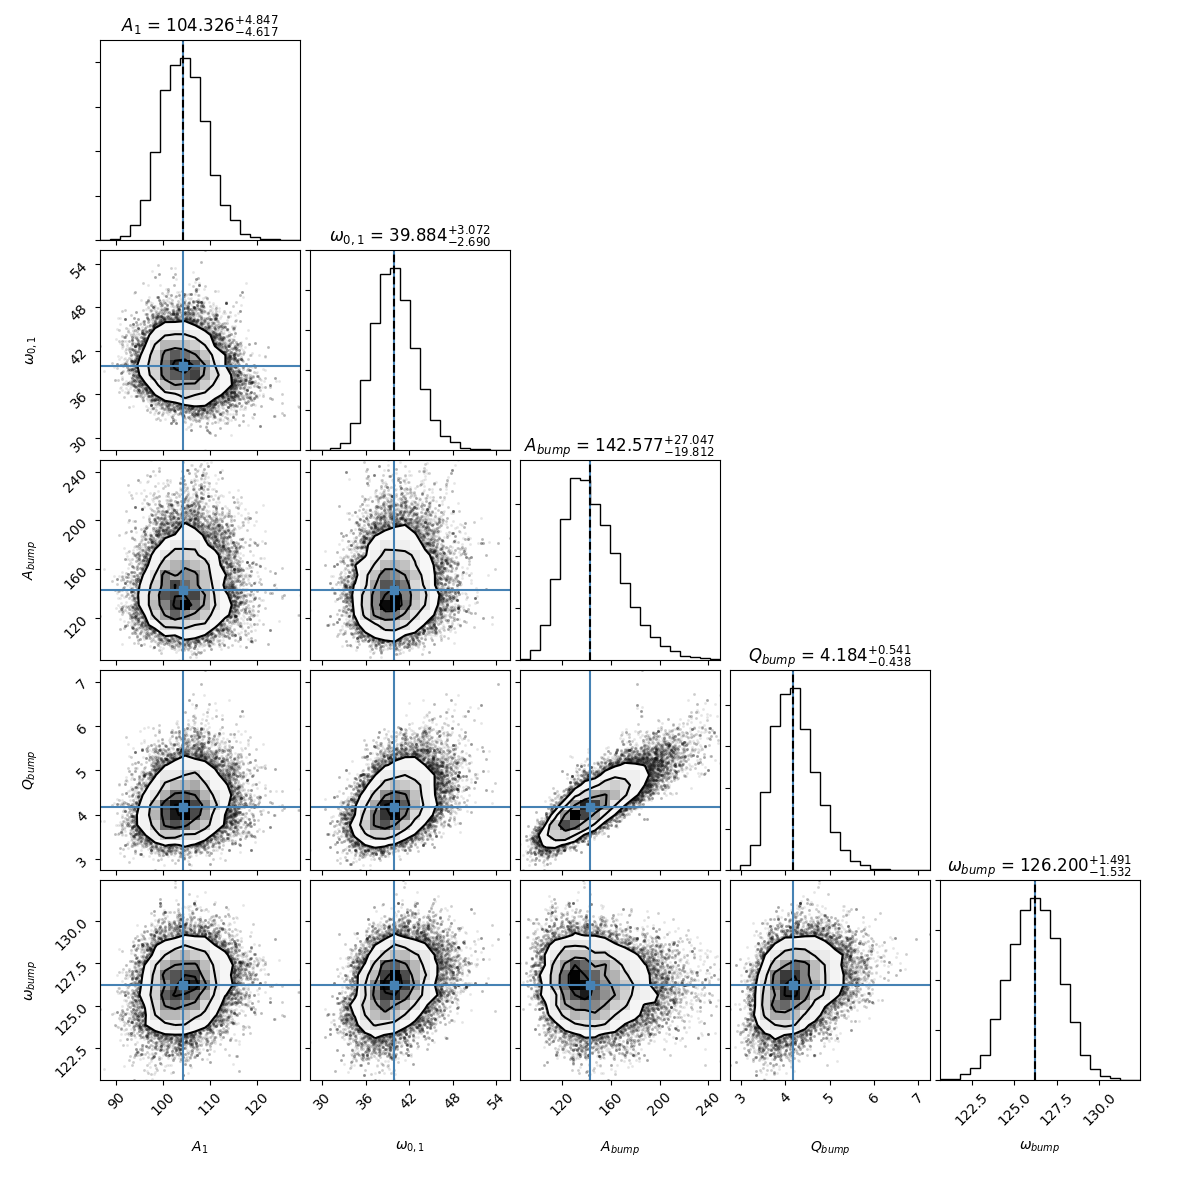 A_1 = 104.326^{+4.847}_{-4.617}
ω_{0,1} = 39.884^{+3.072}_{-2.690}
54
48
42
36
30
ω_{0,1}
A_{bump} = 142.577^{+27.047}_{-19.812}
240
200
160
120
A_{bump}
Q_{bump} = 4.184^{+0.541}_{-0.438}
7
6
5
4
3
Q_{bump}
ω_{bump} = 126.200^{+1.491}_{-1.532}
130.0
127.5
125.0
122.5
ω_{bump}
90 100 110 120 30 36 42 48 54 120 160 200 240 3 4 5 6 7 122.5 125.0 127.5 130.0
A_1 ω_{0,1} A_{bump} Q_{bump} ω_{bump}